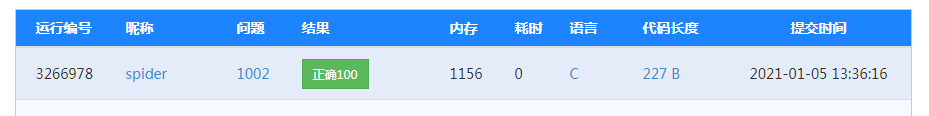 运行编号 昵称 问题 结果 内存 耗时 语言 代码长度 提交时间
3266978 spider 1002 正确100 1156 0 C 227 B 2021-01-05 13:36:16